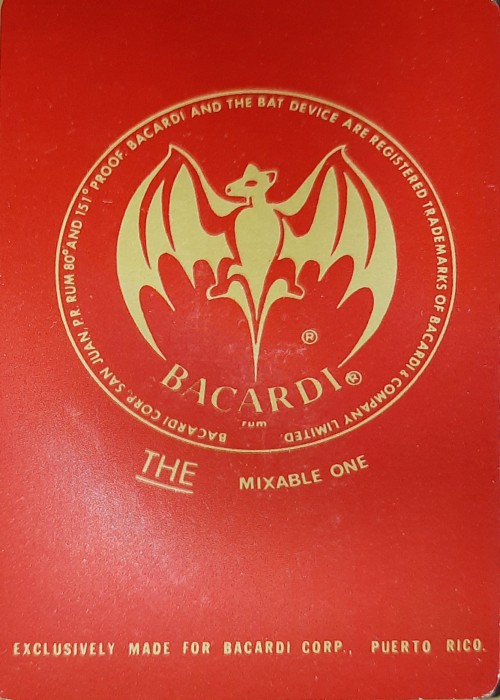 BACARDI CORP. SAN JUAN, P.R. RUM 80° AND 151° PROOF. BACARDI AND THE BAT DEVICE ARE REGISTERED TRADEMARKS OF BACARDI & COMPANY LIMITED.
®
BACARDI®
rum
THE MIXABLE ONE
EXCLUSIVELY MADE FOR BACARDI CORP., PUERTO RICO.